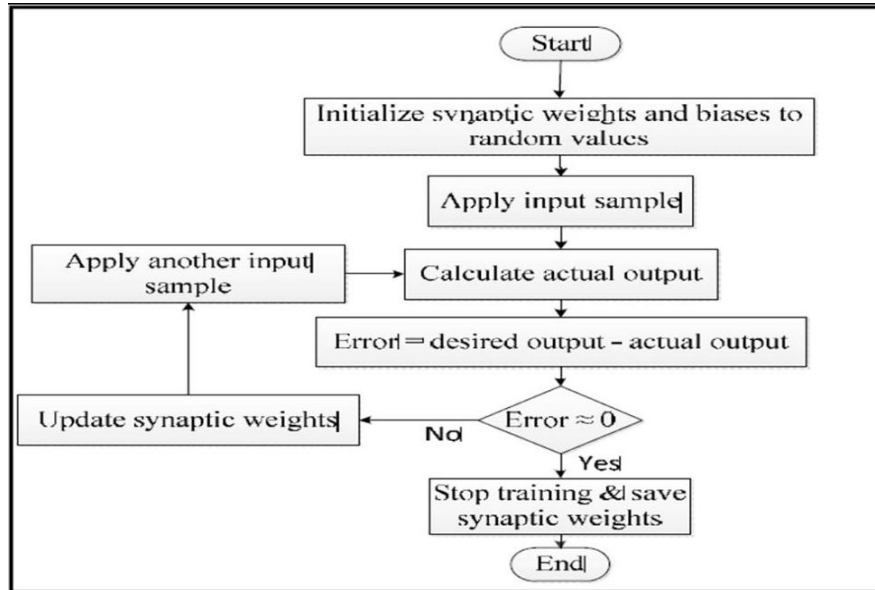 Start
Initialize synaptic weights and biases to
random values
Apply input sample
Calculate actual output
Apply another input
sample
Error = desired output - actual output
Error ≈ 0
No
Update synaptic weights
Yes
Stop training & save
synaptic weights
End